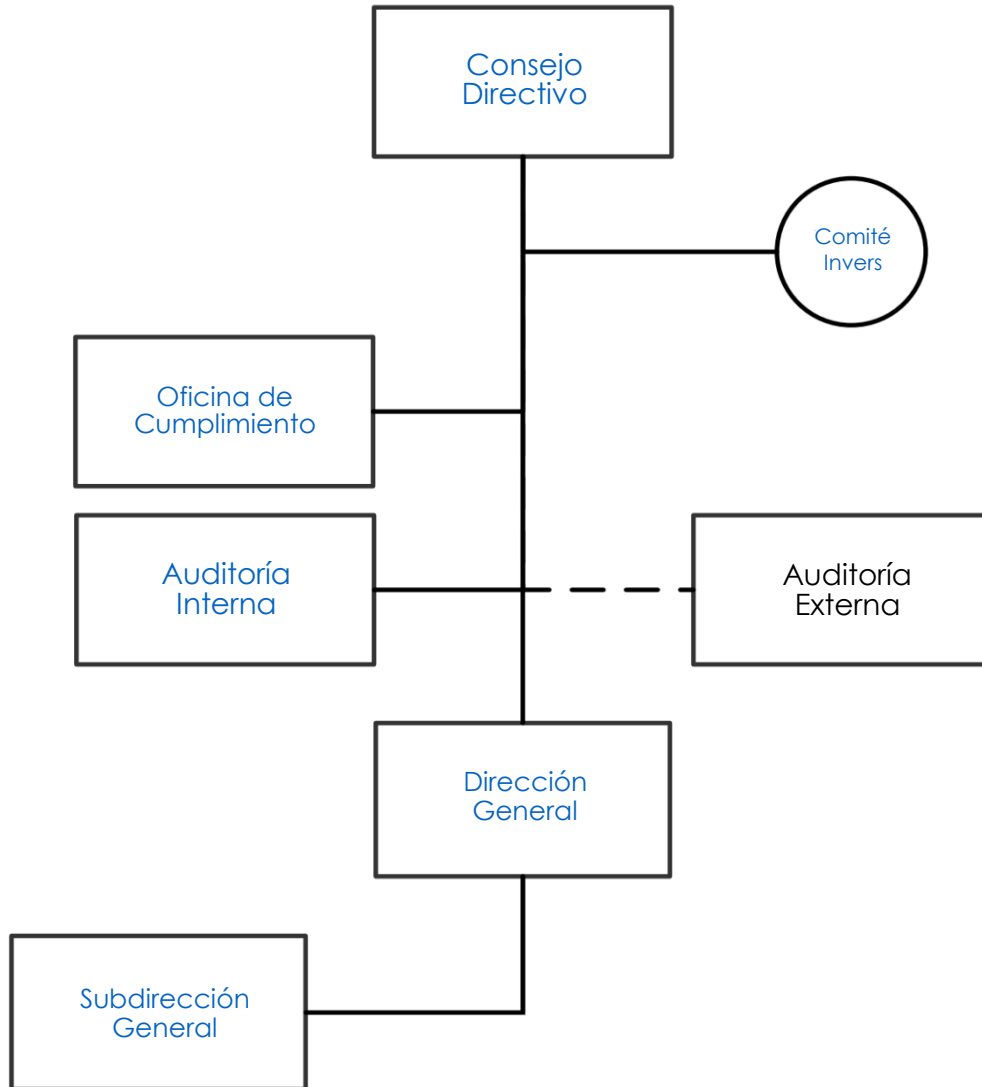 Consejo
Directivo
Comité
Invers
Oficina de
Cumplimiento
Auditoría
Interna
Auditoría
Externa
Dirección
General
Subdirección
General